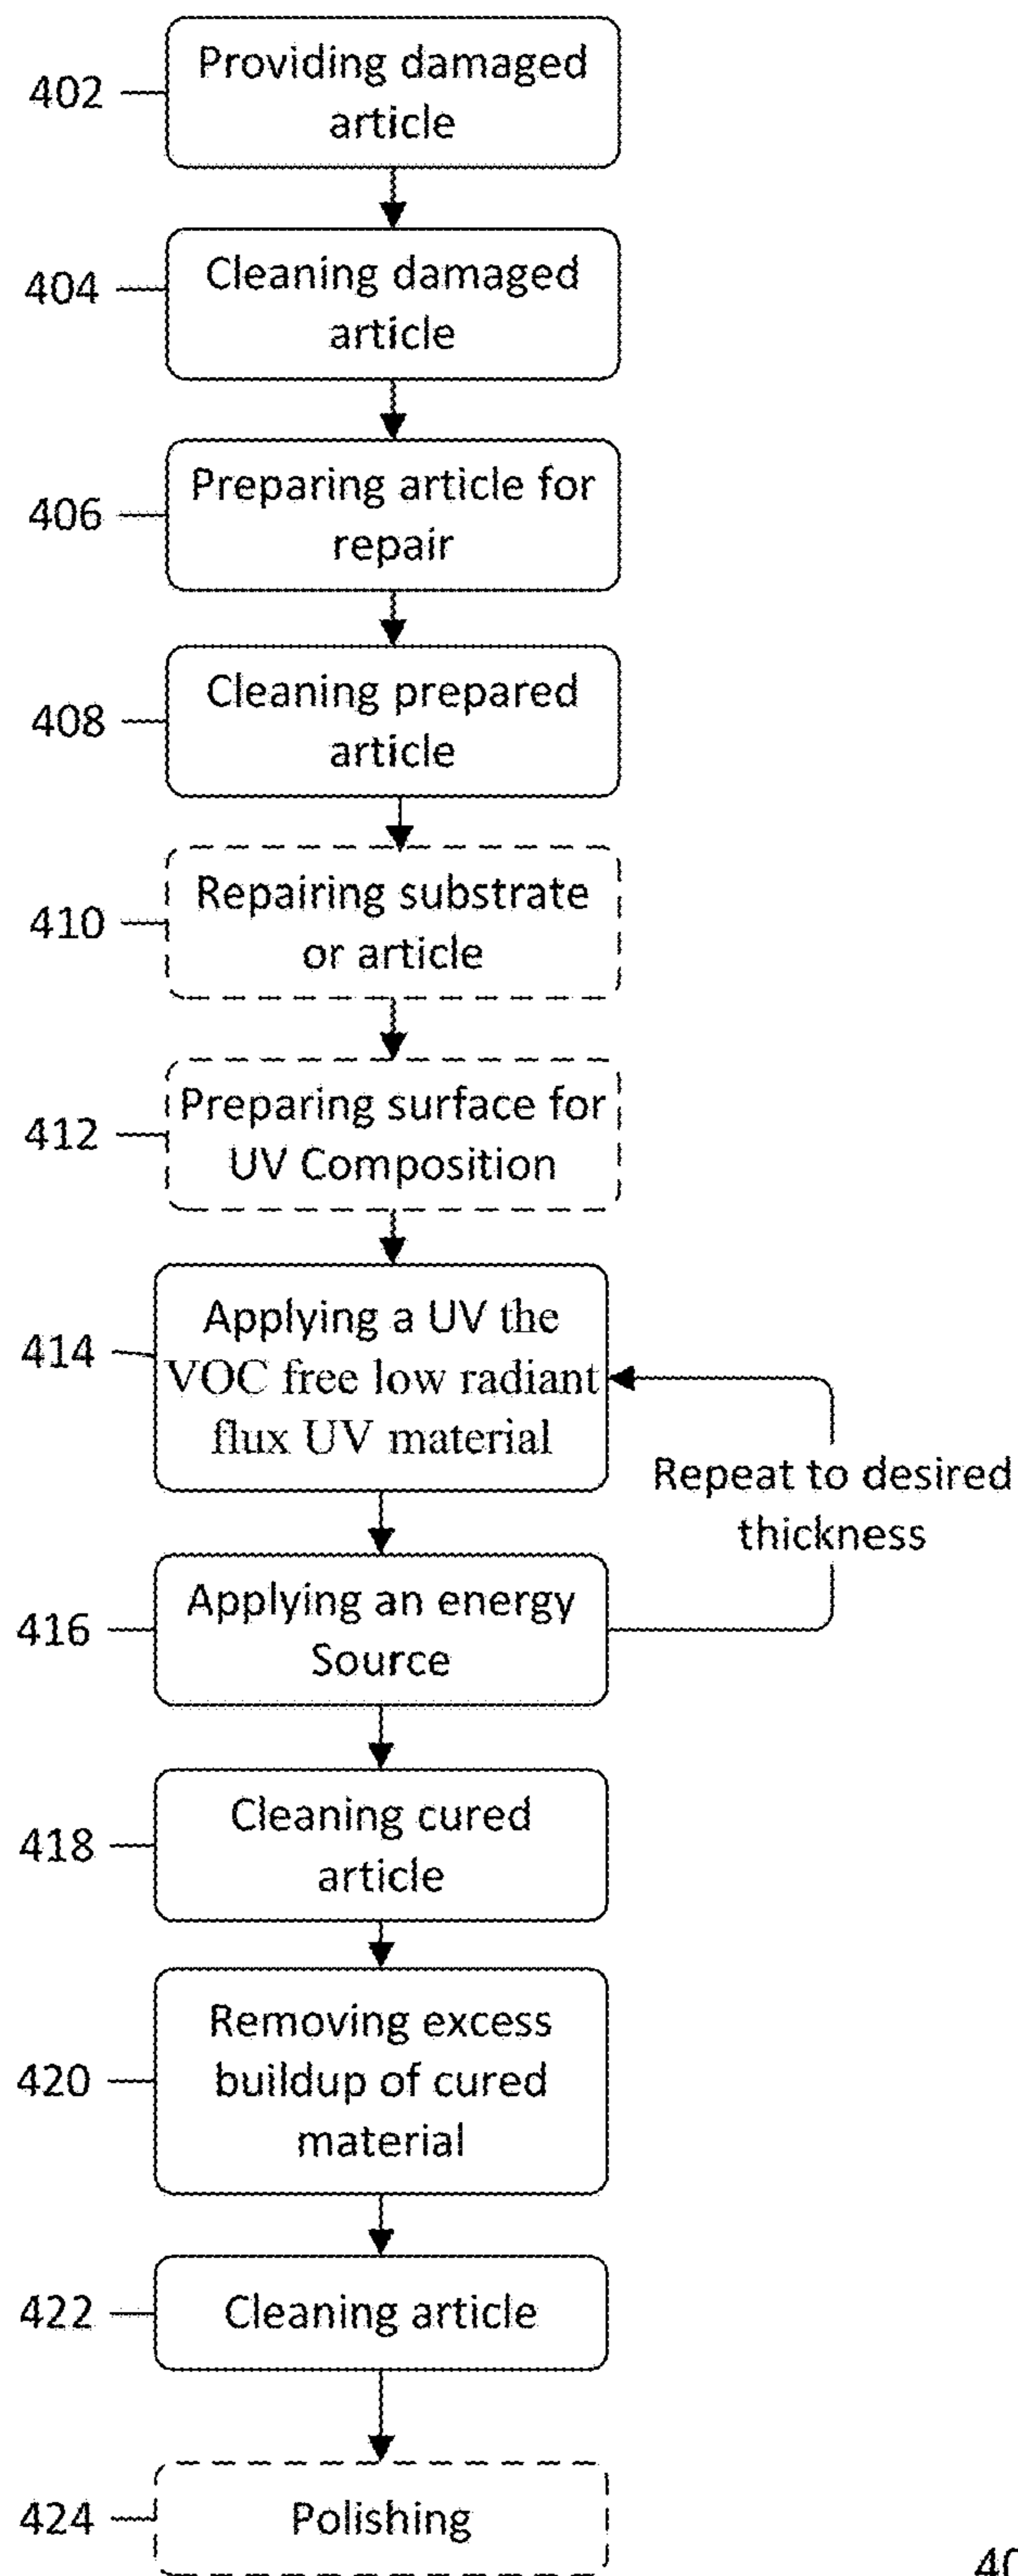 402
Providing damaged
article
404
Cleaning damaged
article
406
Preparing article for
repair
408
Cleaning prepared
article
410
Repairing substrate
or article
412
Preparing surface for
UV Composition
414
Applying a UV the
VOC free low radiant
flux UV material
Repeat to desired
thickness
416
Applying an energy
Source
418
Cleaning cured
article
420
Removing excess
buildup of cured
material
422
Cleaning article
424
Polishing